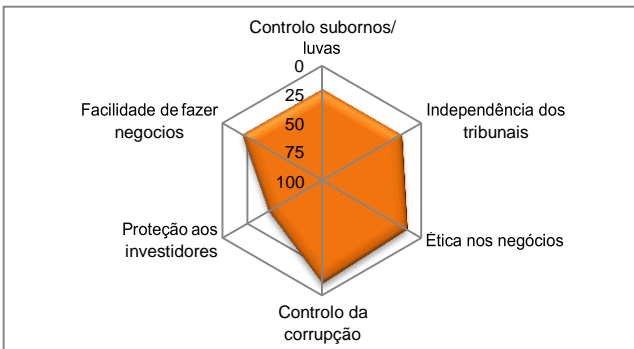 Controlo subornos/
luvas
0
25
50
75
100
Facilidade de fazer
negocios
Independência dos
tribunais
Proteção aos
investidores
Ética nos negócios
Controlo da
corrupção